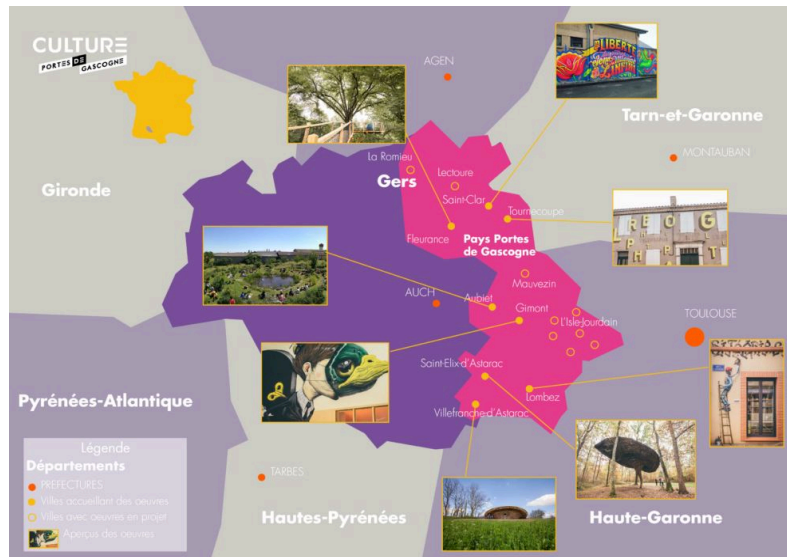 CULTURE
PORTES DE GASCOGNE
AGEN
PLIBERTÉ
Tarn-et-Garonne
MONTAUBAN
La Romieu
Lectoure
Gers
Saint-Clar
Tournecoupe
Gironde
Fleurance
Pays Portes
de Gascogne
Mauvezin
AUCH
Aubiet
Gimont
L'Isle-Jourdain
TOULOUSE
Saint-Elix-d'Astarac
Lombez
Villefranche-d'Astarac
Pyrénées-Atlantique
Légende
Départements
PREFECTURES
Villes accueillant des oeuvres
Villes avec oeuvres en projet
Aperçus des oeuvres
TARBES
Hautes-Pyrénées
Haute-Garonne